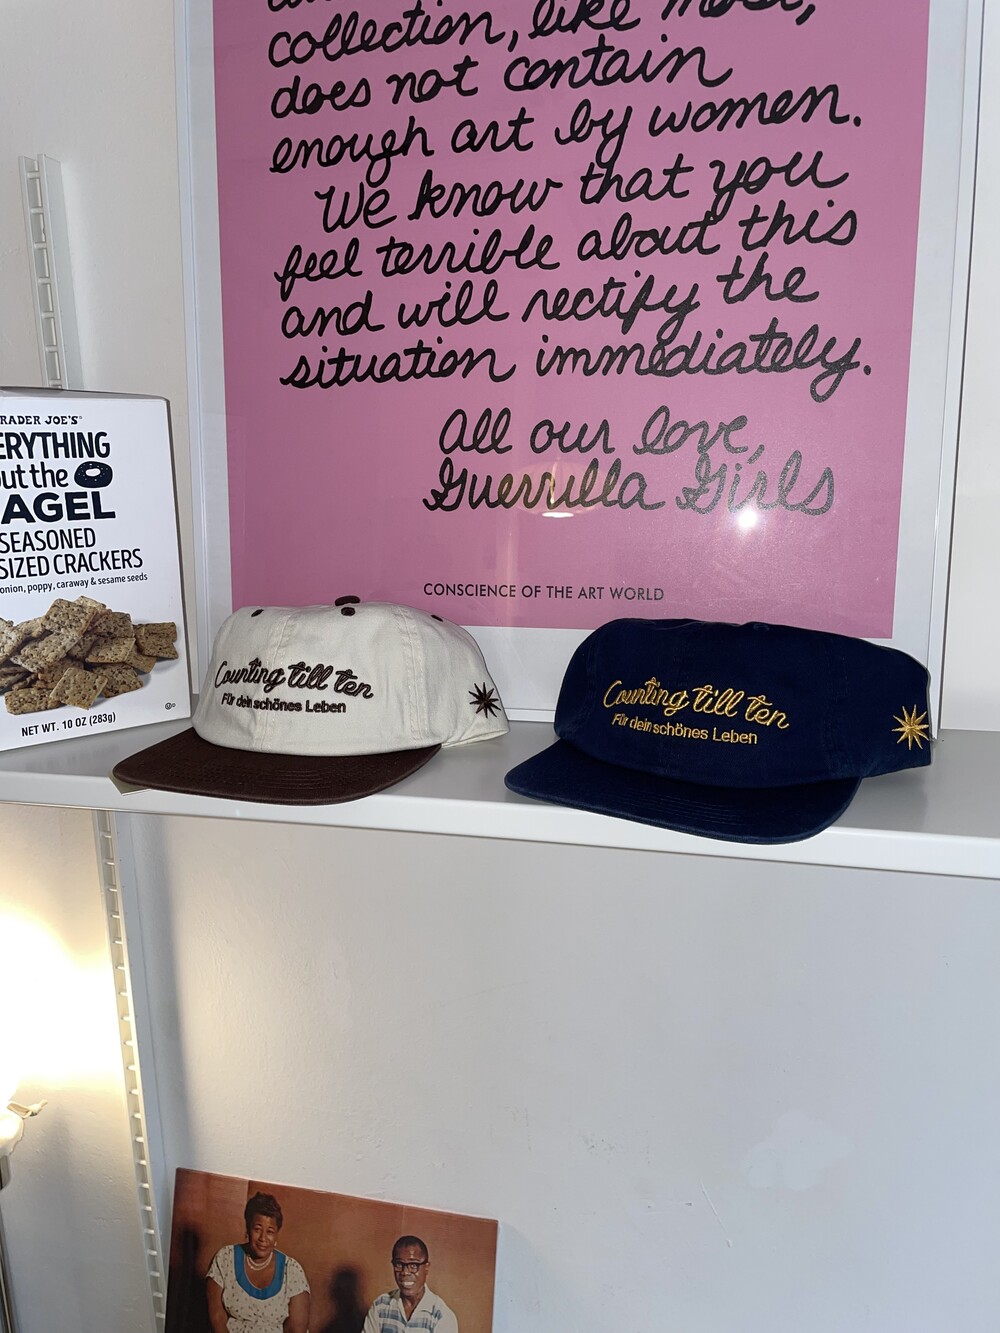 collection, like most,
does not contain
enough art by women.
We know that you
feel terrible about this
and will rectify the
situation immediately.
All our love,
Guerrilla Girls
CONSCIENCE OF THE ART WORLD
RADER JOE'S
ERYTHING
out the
AGEL
SEASONED
SIZED CRACKERS
onion, poppy, caraway & sesame seeds
NET WT. 10 OZ (283g)
Counting till ten
Für dein schönes Leben
Counting till ten
Für dein schönes Leben